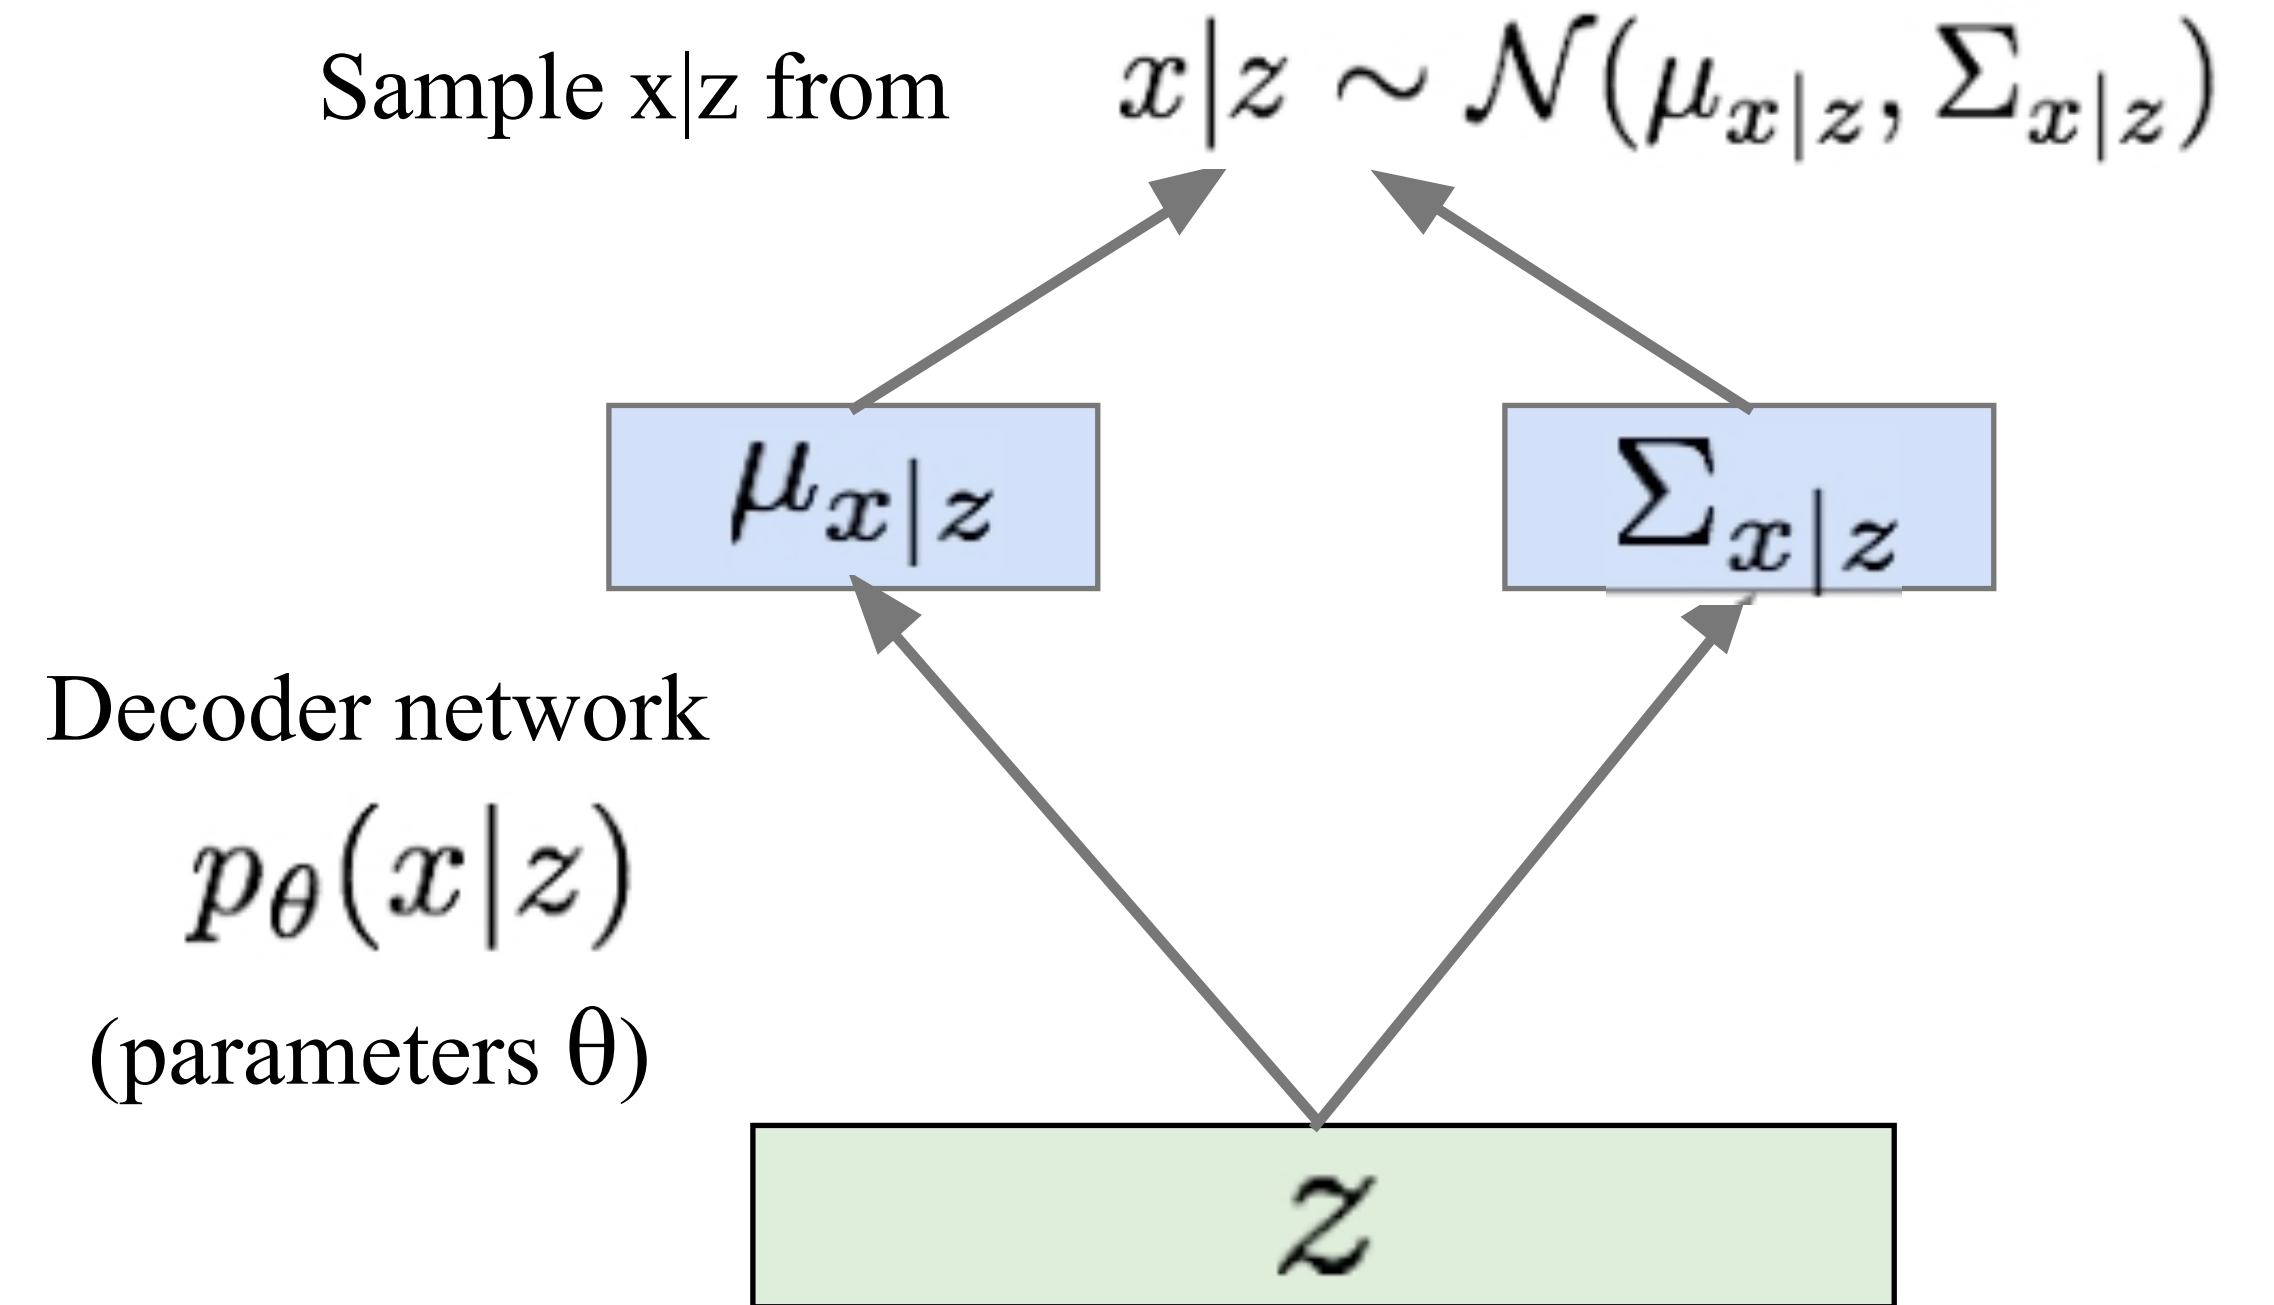 Sample x|z from x|z ∼ 𝒩(μ_{x|z}, Σ_{x|z})
μ_{x|z} Σ_{x|z}
Decoder network
p_θ(x|z)
(parameters θ)
z